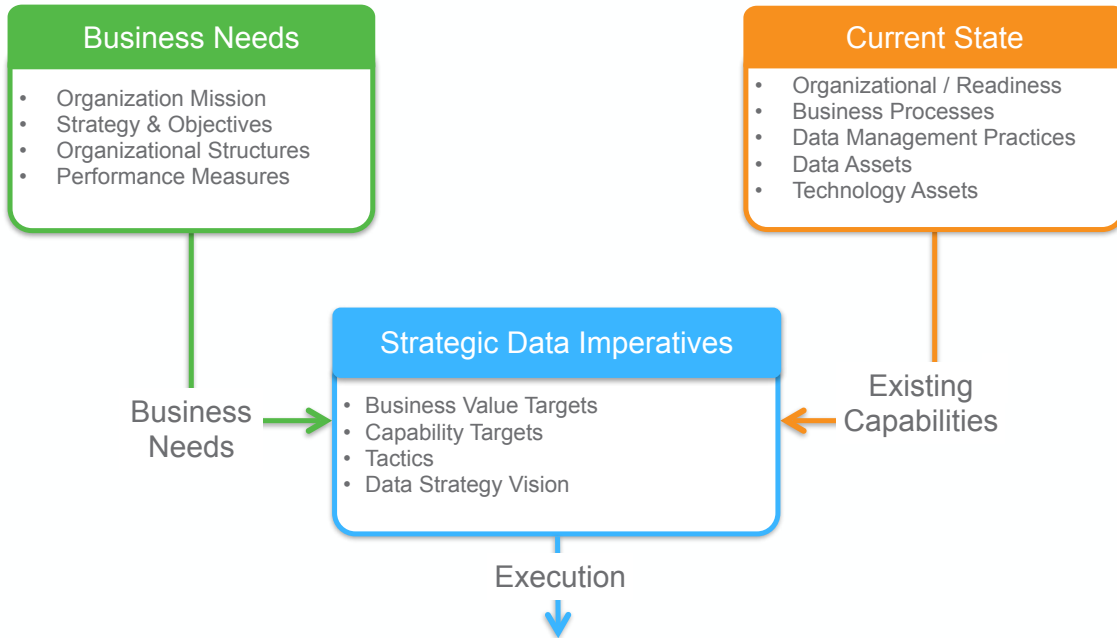 Business Needs
• Organization Mission
• Strategy & Objectives
• Organizational Structures
• Performance Measures
Current State
• Organizational / Readiness
• Business Processes
• Data Management Practices
• Data Assets
• Technology Assets
Strategic Data Imperatives
• Business Value Targets
• Capability Targets
• Tactics
• Data Strategy Vision
Business
Needs
Existing
Capabilities
Execution